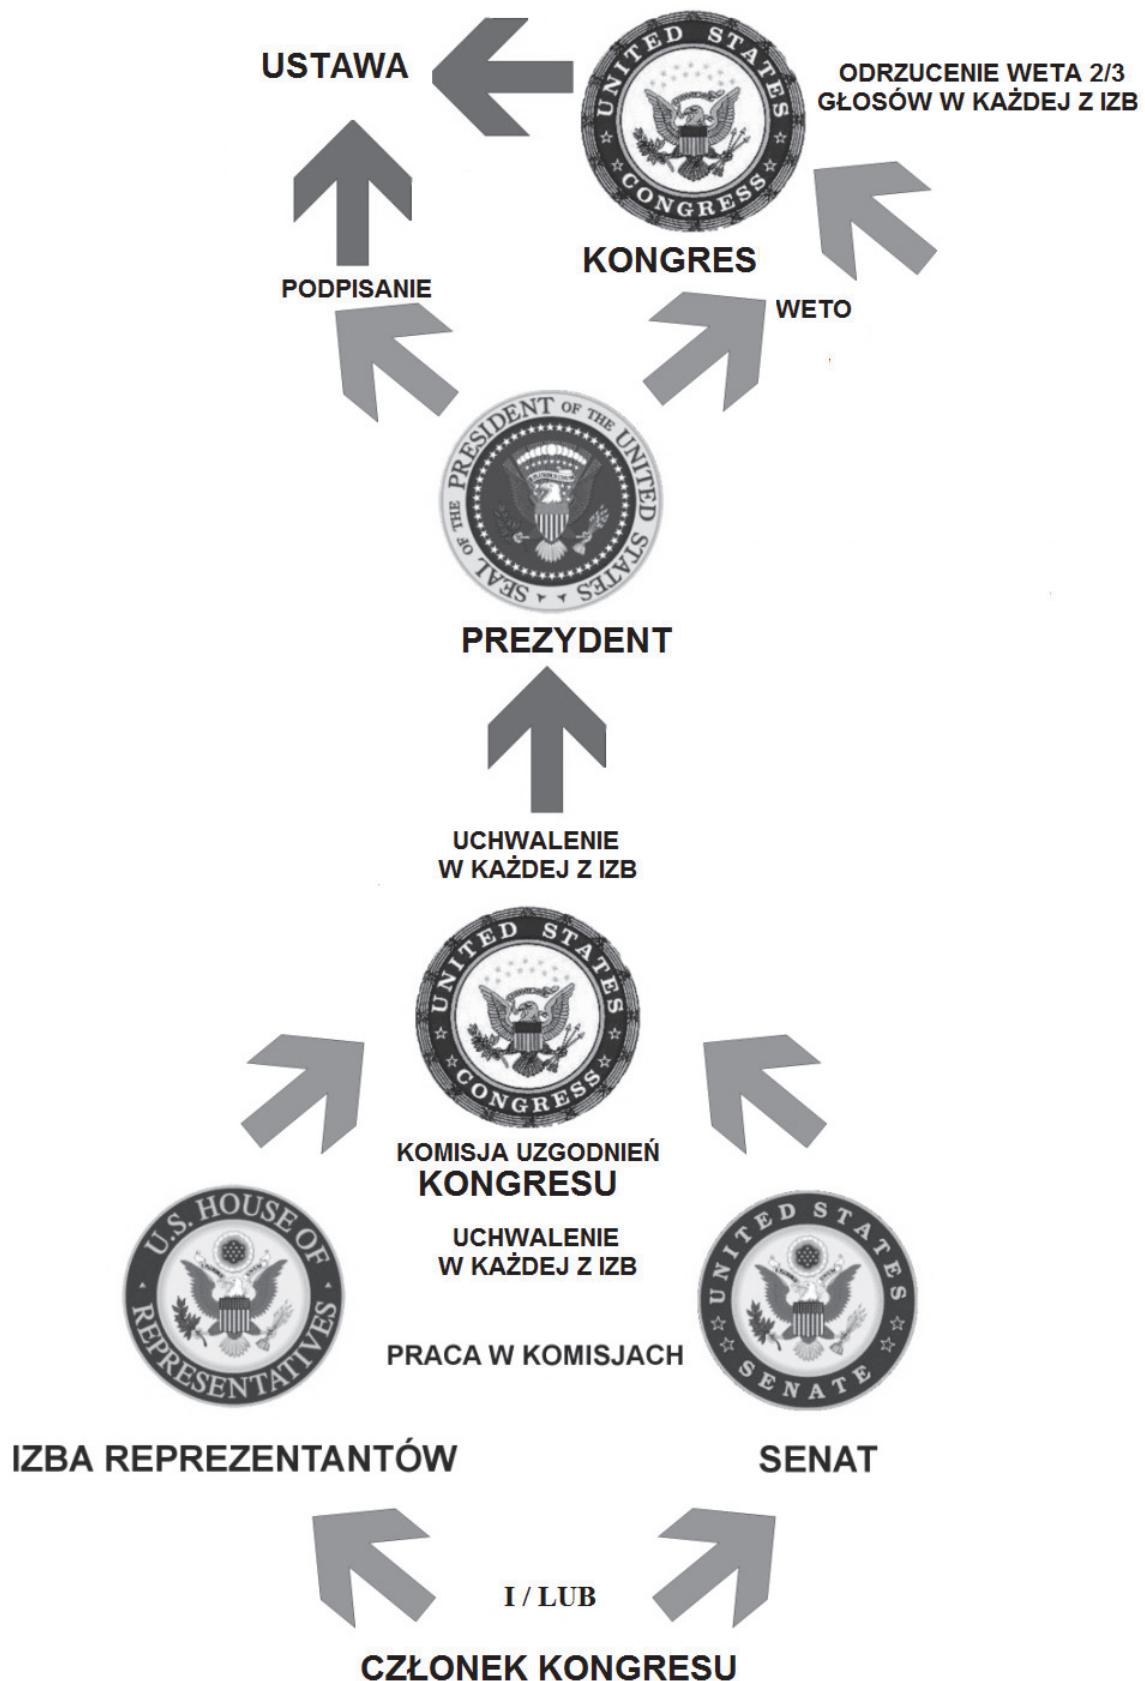 USTAWA
UNITED STATES
CONGRESS
ODRZUCENIE WETA 2/3
GŁOSÓW W KAŻDEJ Z IZB
KONGRES
PODPISANIE
WETO
SEAL OF THE PRESIDENT OF THE UNITED STATES
PREZYDENT
UCHWALENIE
W KAŻDEJ Z IZB
UNITED STATES
CONGRESS
KOMISJA UZGODNIEŃ
KONGRESU
U.S. HOUSE OF
REPRESENTATIVES
UCHWALENIE
W KAŻDEJ Z IZB
UNITED STATES
SENATE
PRACA W KOMISJACH
IZBA REPREZENTANTÓW
SENAT
I / LUB
CZŁONEK KONGRESU